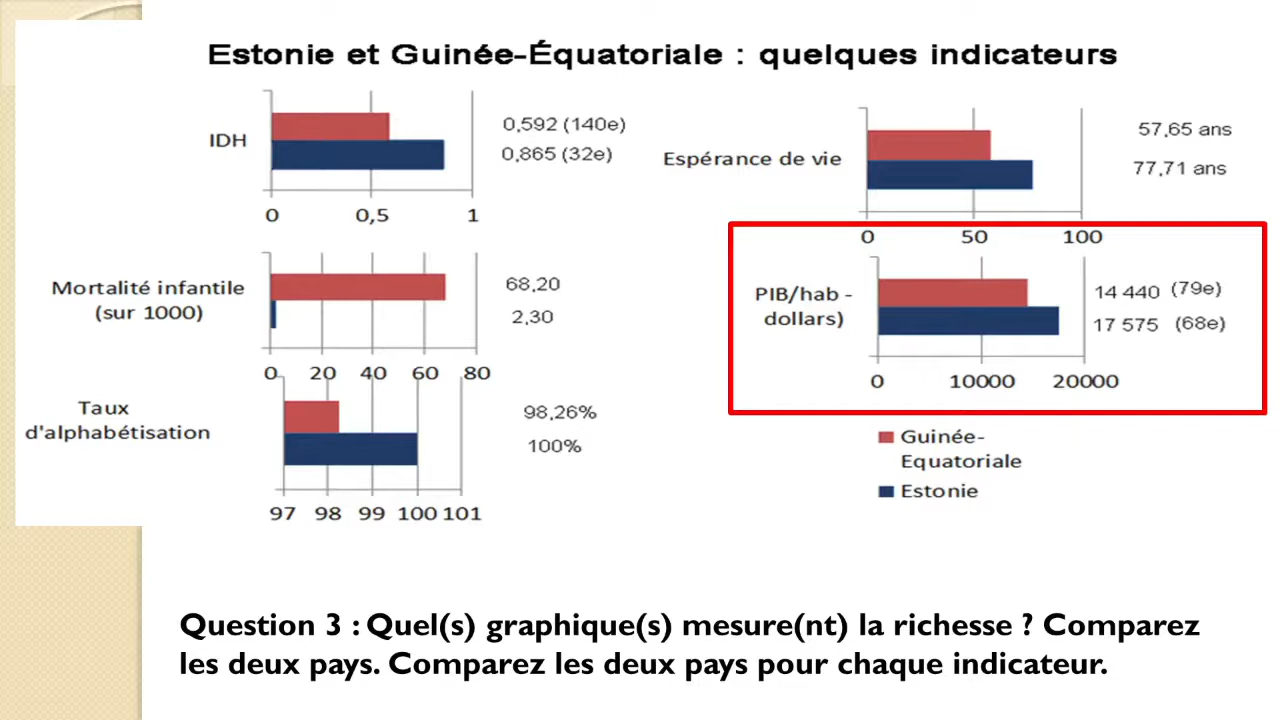 Estonie et Guinée-Équatoriale : quelques indicateurs
IDH
0,592 (140e)
0,865 (32e)
0 0,5 1
Espérance de vie
57,65 ans
77,71 ans
0 50 100
Mortalité infantile
(sur 1000)
68,20
2,30
0 20 40 60 80
PIB/hab -
dollars)
14 440 (79e)
17 575 (68e)
0 10000 20000
Taux
d'alphabétisation
98,26%
100%
97 98 99 100 101
Guinée-
Equatoriale
Estonie
Question 3 : Quel(s) graphique(s) mesure(nt) la richesse ? Comparez
les deux pays. Comparez les deux pays pour chaque indicateur.